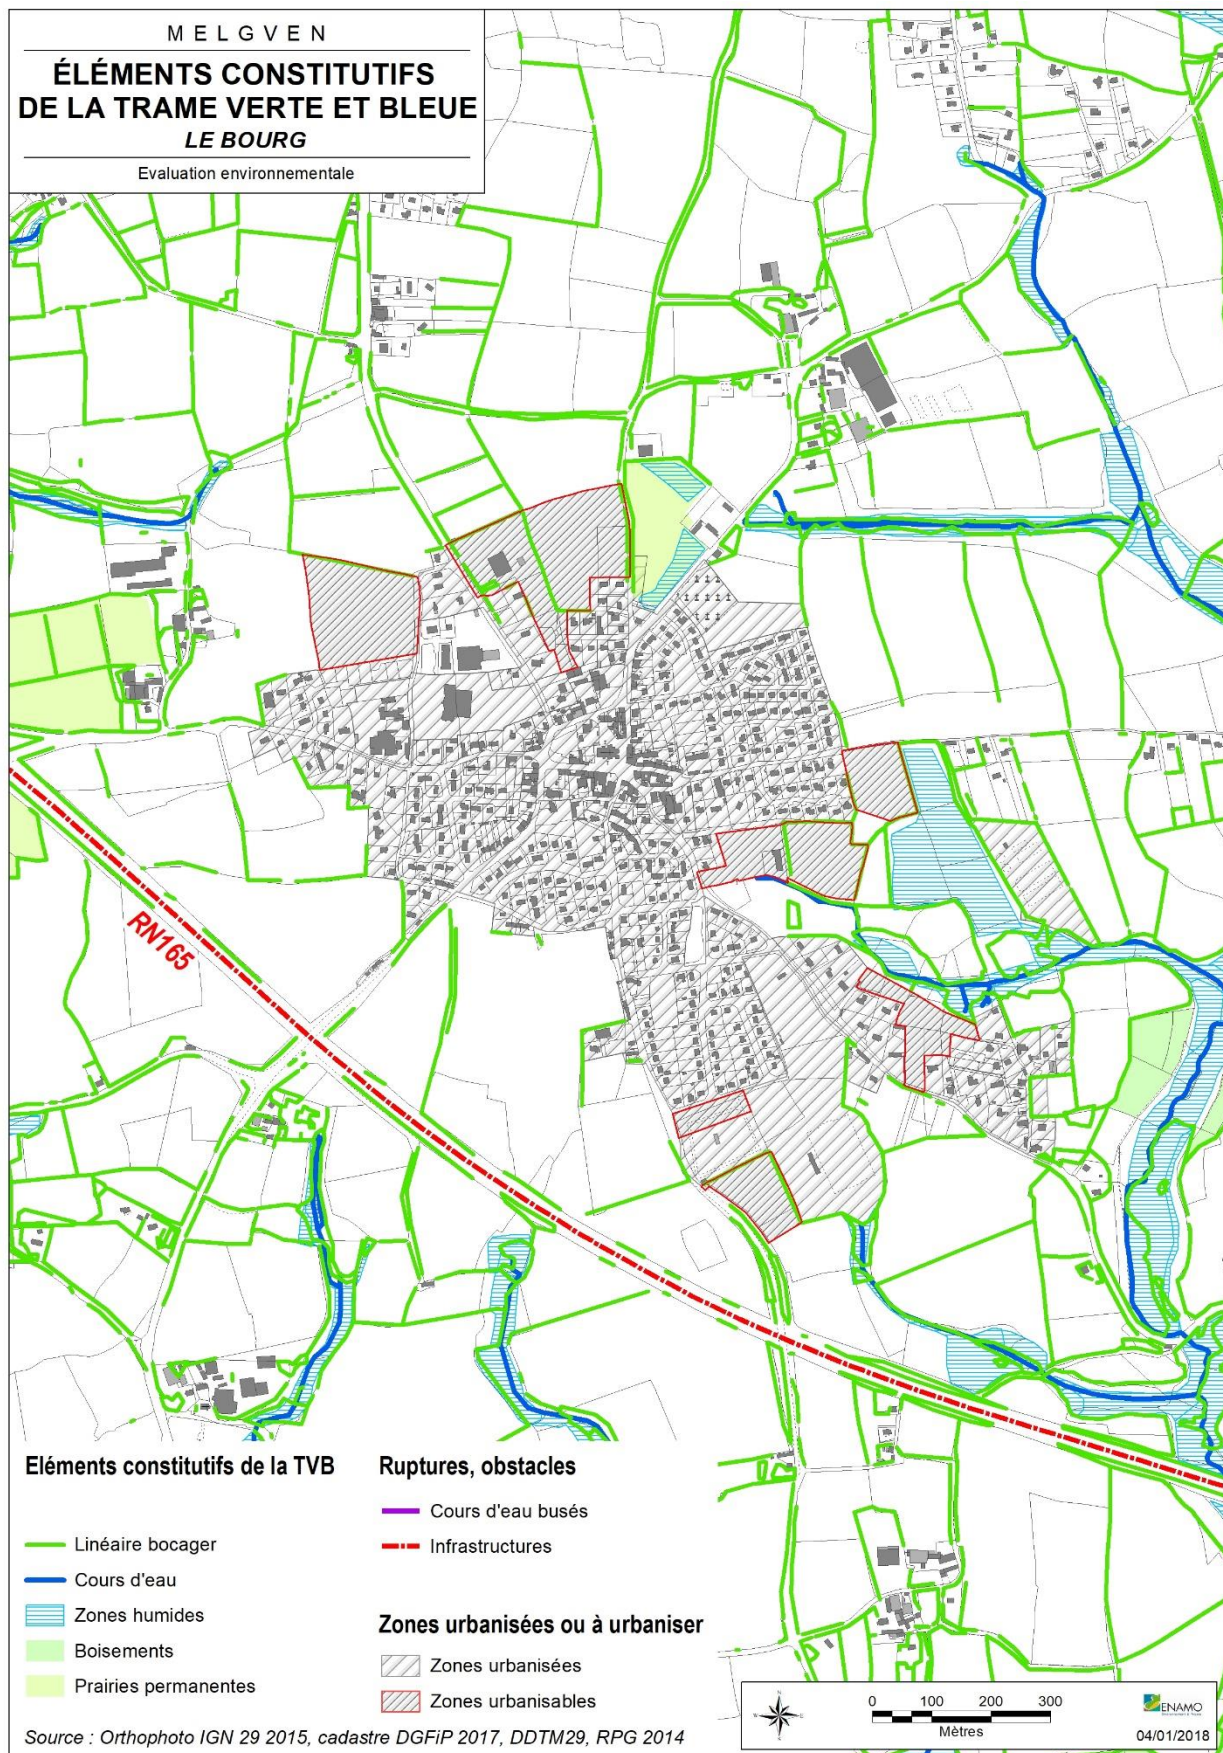 MELGVEN
ÉLÉMENTS CONSTITUTIFS
DE LA TRAME VERTE ET BLEUE
LE BOURG
Evaluation environnementale
RN165
Eléments constitutifs de la TVB
Linéaire bocager
Cours d'eau
Zones humides
Boisements
Prairies permanentes
Ruptures, obstacles
Cours d'eau busés
Infrastructures
Zones urbanisées ou à urbaniser
Zones urbanisées
Zones urbanisables
Source : Orthophoto IGN 29 2015, cadastre DGFiP 2017, DDTM29, RPG 2014
N
W E
S
0 100 200 300
Mètres
ENAMO
04/01/2018